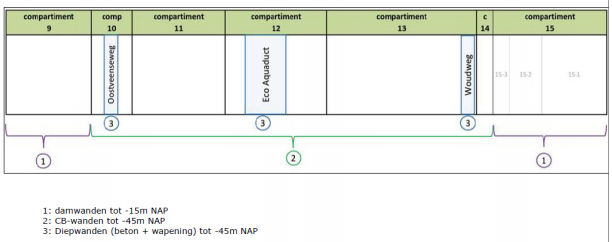 compartiment comp compartiment compartiment compartiment c compartiment
9 10 11 12 13 14 15
Oostveenseweg
Eco Aquaduct
Woudweg
15-3 15-2 15-1
3 3 3
1 2 1
1: damwanden tot -15m NAP
2: CB-wanden tot -45m NAP
3: Diepwanden (beton + wapening) tot -45m NAP